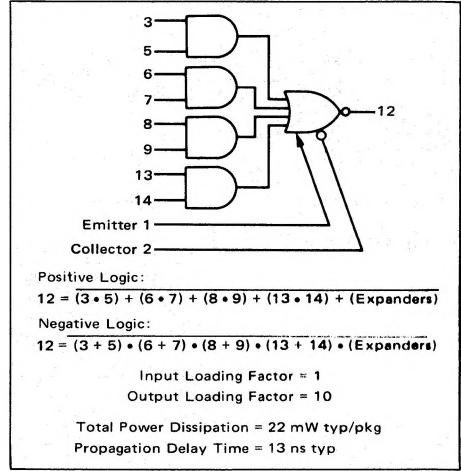 3
5
6
7
8
9
13
14
12
Emitter 1
Collector 2
Positive Logic:
12 = (3 • 5) + (6 • 7) + (8 • 9) + (13 • 14) + (Expanders)
Negative Logic:
12 = (3 + 5) • (6 + 7) • (8 + 9) • (13 + 14) • (Expanders)
Input Loading Factor = 1
Output Loading Factor = 10
Total Power Dissipation = 22 mW typ/pkg
Propagation Delay Time = 13 ns typ